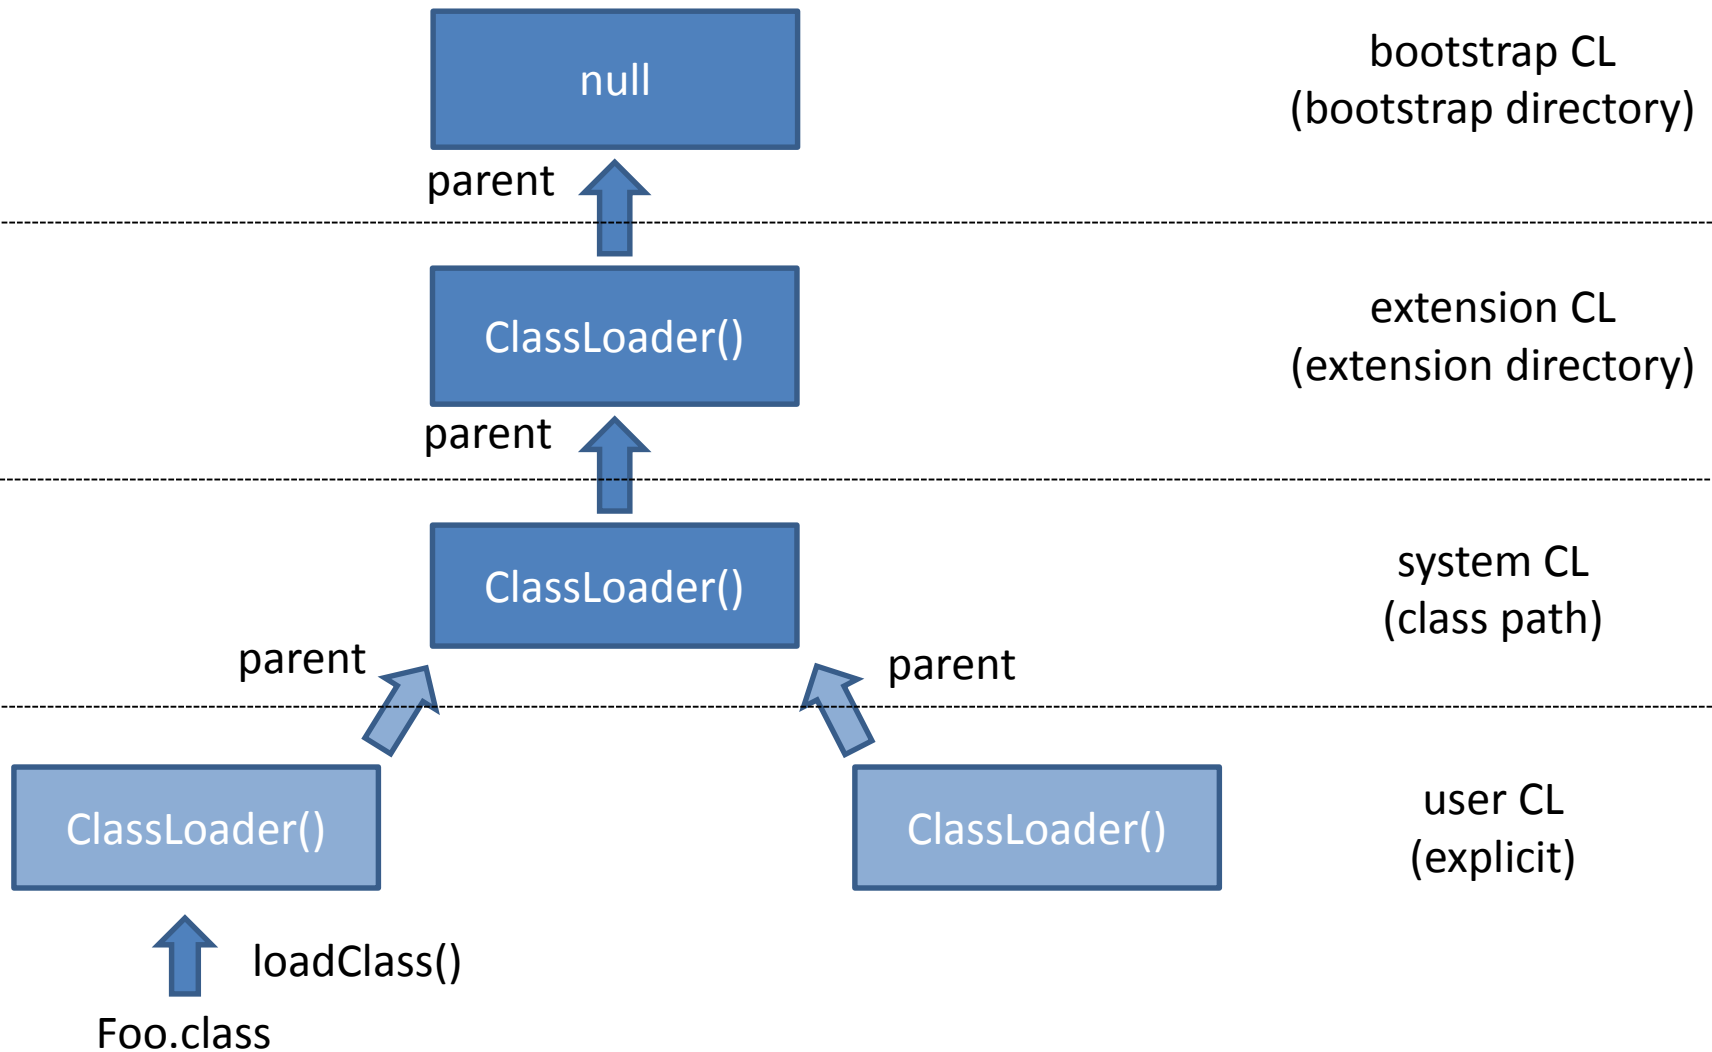 null
bootstrap CL
(bootstrap directory)
parent
ClassLoader()
extension CL
(extension directory)
parent
ClassLoader()
system CL
(class path)
parent
parent
ClassLoader()
ClassLoader()
user CL
(explicit)
loadClass()
Foo.class